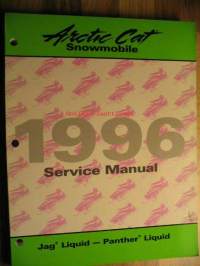 Arctic Cat
Snowmobile
1996
Service Manual
Jag® Liquid — Panther® Liquid